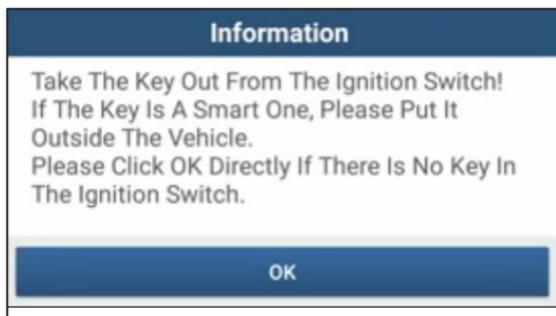 Information
Take The Key Out From The Ignition Switch!
If The Key Is A Smart One, Please Put It
Outside The Vehicle.
Please Click OK Directly If There Is No Key In
The Ignition Switch.
OK